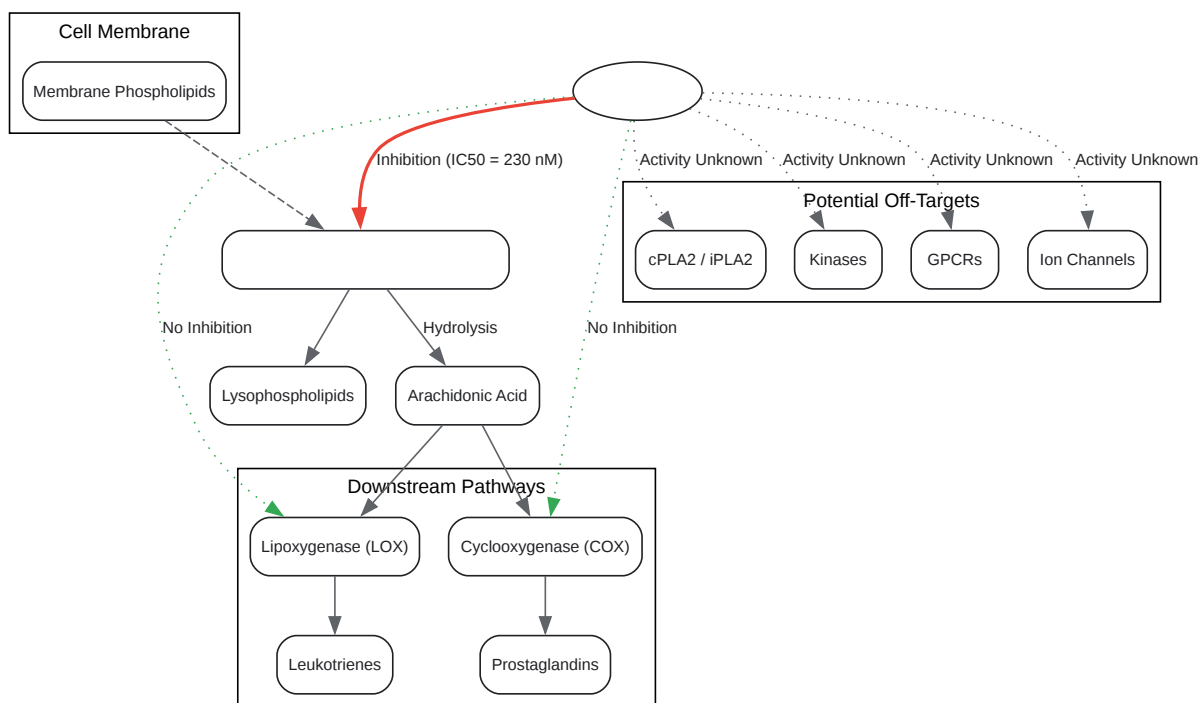 Cell Membrane
Membrane Phospholipids
Inhibition (IC50 = 230 nM)
Activity Unknown
Activity Unknown
Activity Unknown
Activity Unknown
Potential Off-Targets
cPLA2 / iPLA2
Kinases
GPCRs
Ion Channels
No Inhibition
Hydrolysis
No Inhibition
Lysophospholipids
Arachidonic Acid
Downstream Pathways
Lipoxygenase (LOX)
Cyclooxygenase (COX)
Leukotrienes
Prostaglandins